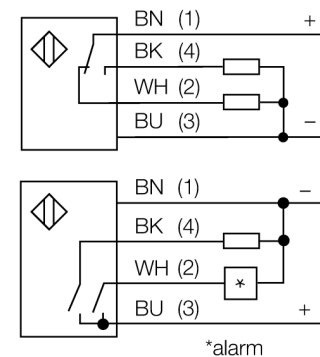 BN (1) +
BK (4)
WH (2)
BU (3) –
BN (1) –
BK (4)
WH (2) *
BU (3) +
*alarm